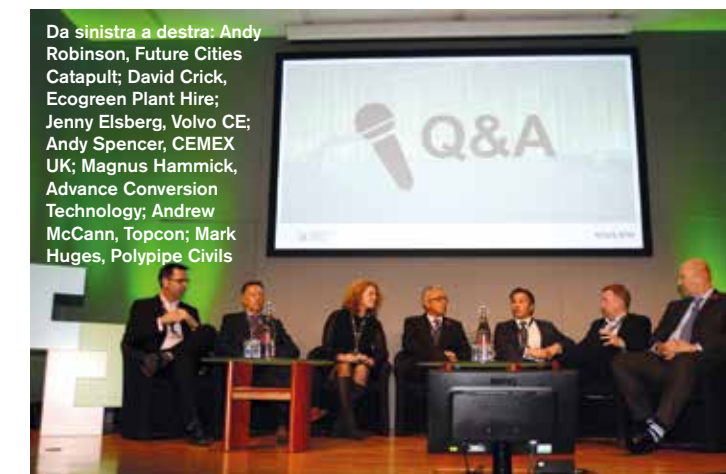 Da sinistra a destra: Andy
Robinson, Future Cities
Catapult; David Crick,
Ecogreen Plant Hire;
Jenny Elsberg, Volvo CE;
Andy Spencer, CEMEX
UK; Magnus Hammick,
Advance Conversion
Technology; Andrew
McCann, Topcon; Mark
Huges, Polypipe Civils
Q&A